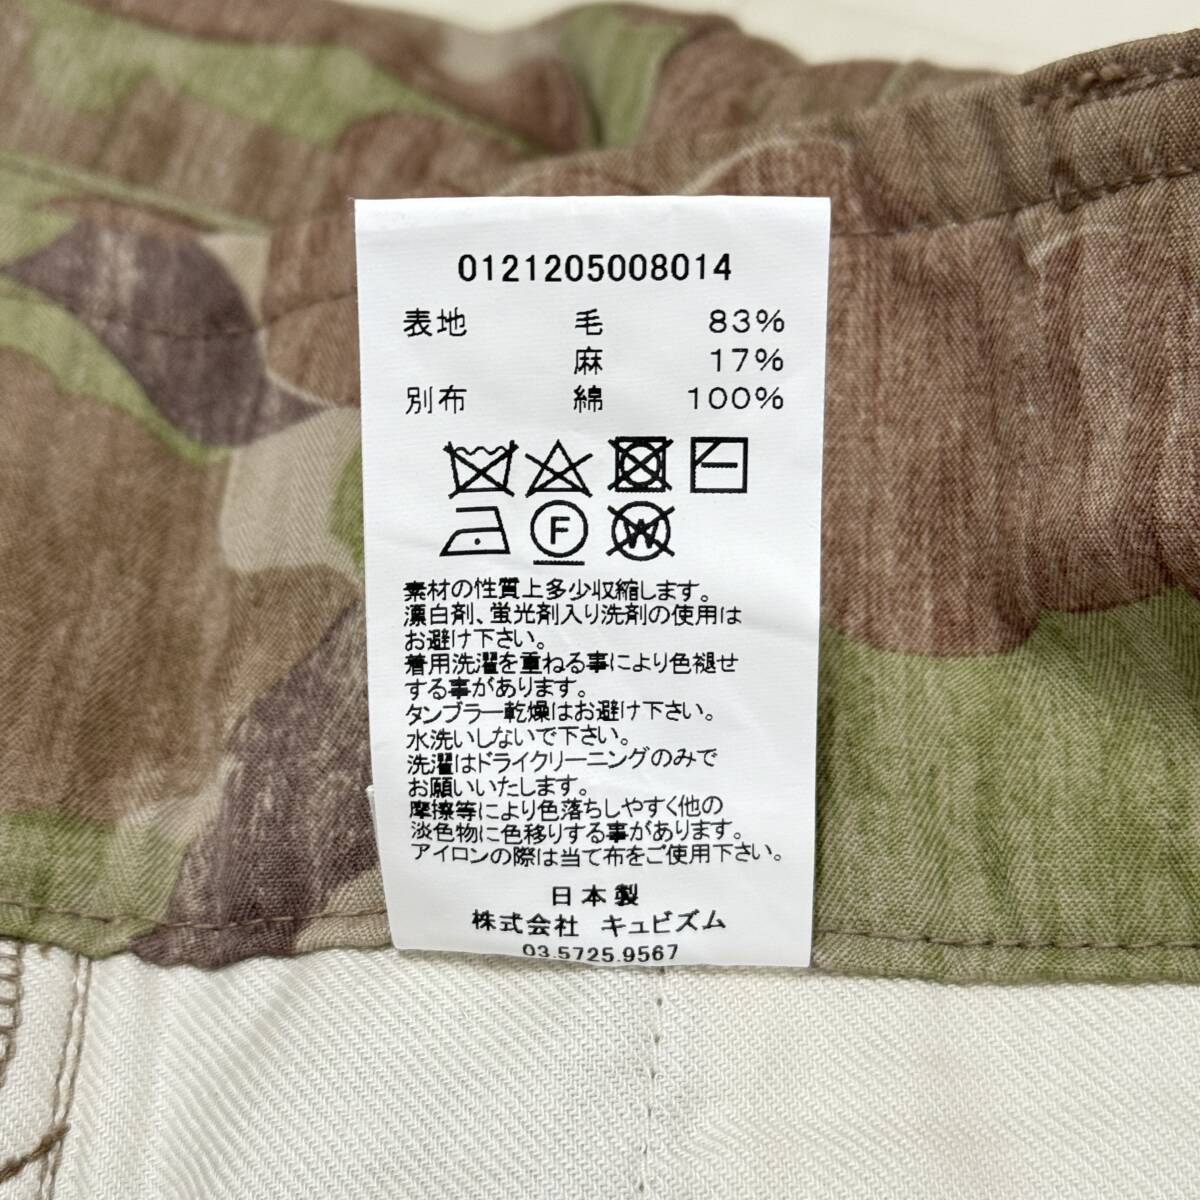 0121205008014
表地 毛 83%
麻 17%
別布 綿 100%
F
W
素材の性質上多少収縮します。
漂白剤、蛍光剤入り洗剤の使用は
お避け下さい。
着用洗濯を重ねる事により色褪せ
する事があります。
タンブラー乾燥はお避け下さい。
水洗いしないで下さい。
洗濯はドライクリーニングのみで
お願いいたします。
摩擦等により色落ちしやすく他の
淡色物に色移りする事があります。
アイロンの際は当て布をご使用下さい。
日本製
株式会社 キュビズム
03.5725.9567